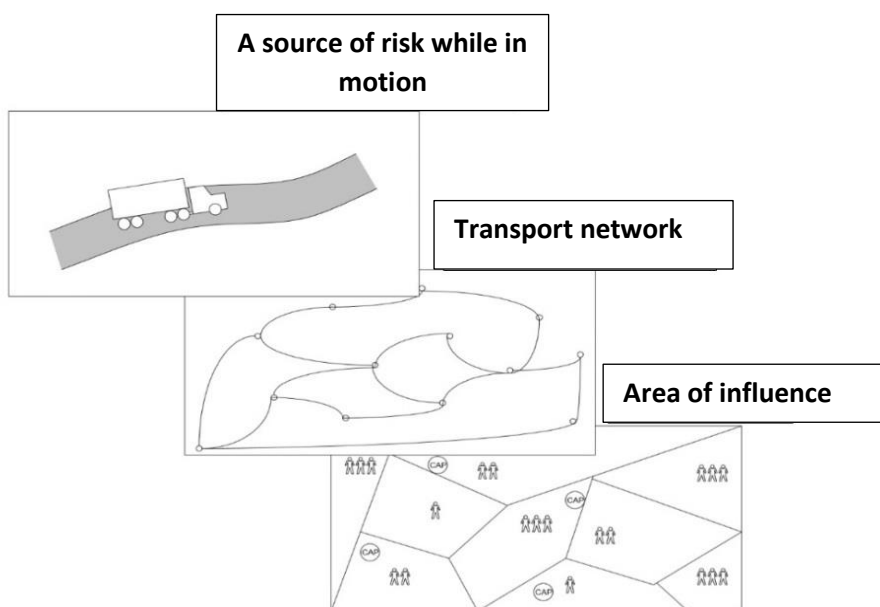 A source of risk while in
motion
Transport network
Area of influence
CAP
CAP
CAP
CAP